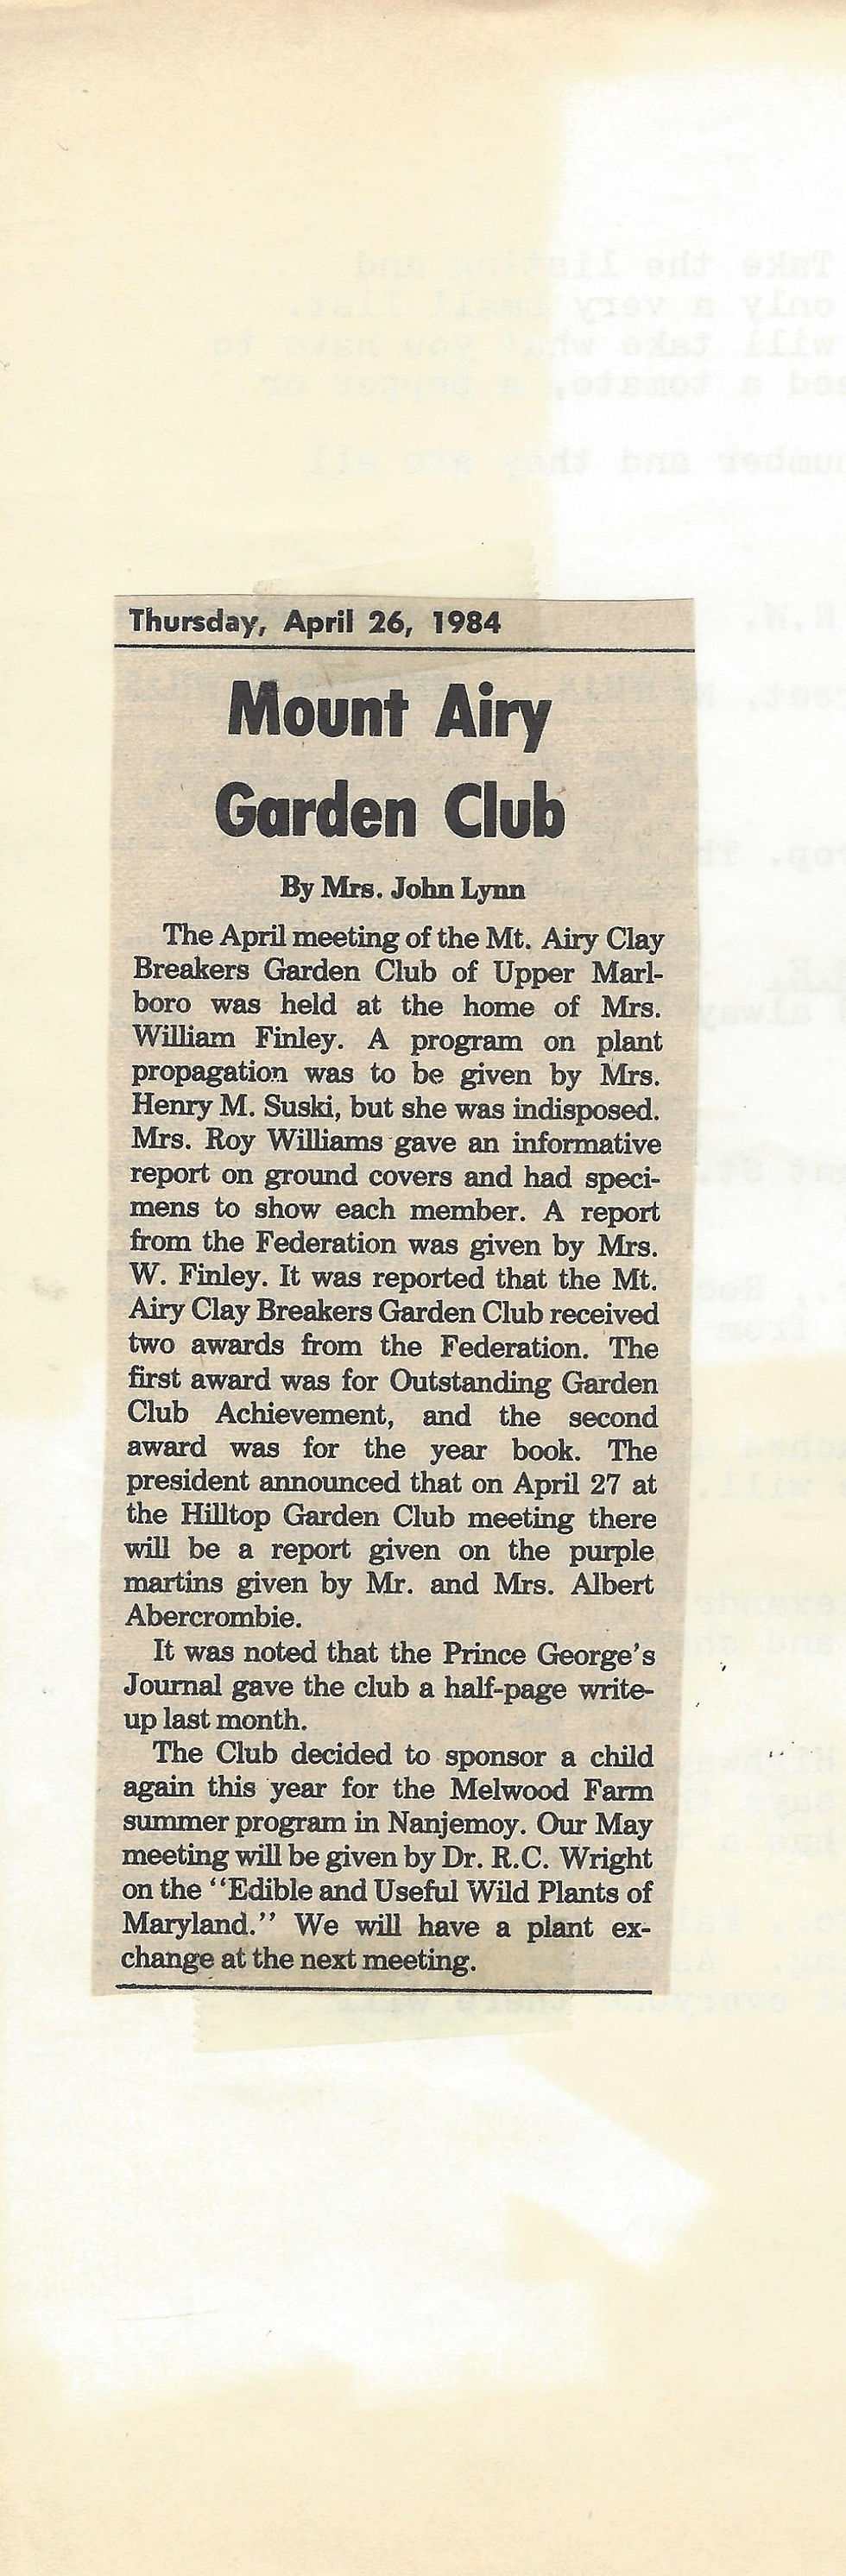 Thursday, April 26, 1984
Mount Airy
Garden Club
By Mrs. John Lynn
The April meeting of the Mt. Airy Clay
Breakers Garden Club of Upper Marl-
boro was held at the home of Mrs.
William Finley. A program on plant
propagation was to be given by Mrs.
Henry M. Suski, but she was indisposed.
Mrs. Roy Williams gave an informative
report on ground covers and had speci-
mens to show each member. A report
from the Federation was given by Mrs.
W. Finley. It was reported that the Mt.
Airy Clay Breakers Garden Club received
two awards from the Federation. The
first award was for Outstanding Garden
Club Achievement, and the second
award was for the year book. The
president announced that on April 27 at
the Hilltop Garden Club meeting there
will be a report given on the purple
martins given by Mr. and Mrs. Albert
Abercrombie.
It was noted that the Prince George's
Journal gave the club a half-page write-
up last month.
The Club decided to sponsor a child
again this year for the Melwood Farm
summer program in Nanjemoy. Our May
meeting will be given by Dr. R.C. Wright
on the "Edible and Useful Wild Plants of
Maryland." We will have a plant ex-
change at the next meeting.